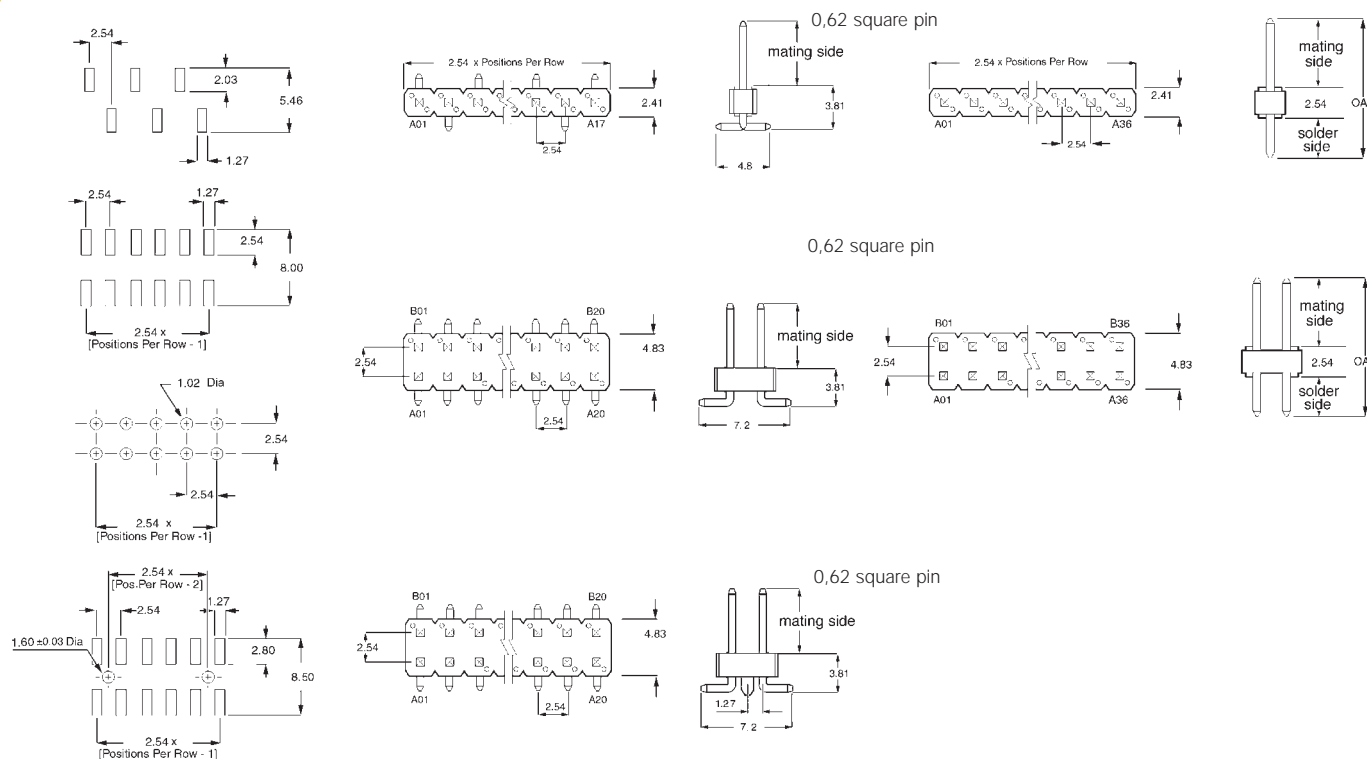 0,62 square pin
2.54
2.03
5.46
1.27
2.54 x Positions Per Row
2.41
A01
A17
2.54
mating side
3.81
4.8
2.54 x Positions Per Row
2.41
A01
A36
2.54
mating
side
2.54
OA
solder
side
2.54
1.27
2.54
8.00
2.54 x
[Positions Per Row - 1]
0,62 square pin
B01
B20
2.54
4.83
A01
A20
2.54
mating side
3.81
7.2
B01
B36
2.54
4.83
A01
A36
mating
side
2.54
OA
solder
side
1.02 Dia
2.54
2.54
2.54 x
[Positions Per Row -1]
0,62 square pin
2.54 x
[Pos.Per Row - 2]
2.54
1.27
1.60 ±0.03 Dia
2.80
8.50
2.54 x
[Positions Per Row - 1]
B01
B20
2.54
4.83
A01
A20
2.54
mating side
3.81
1.27
7.2